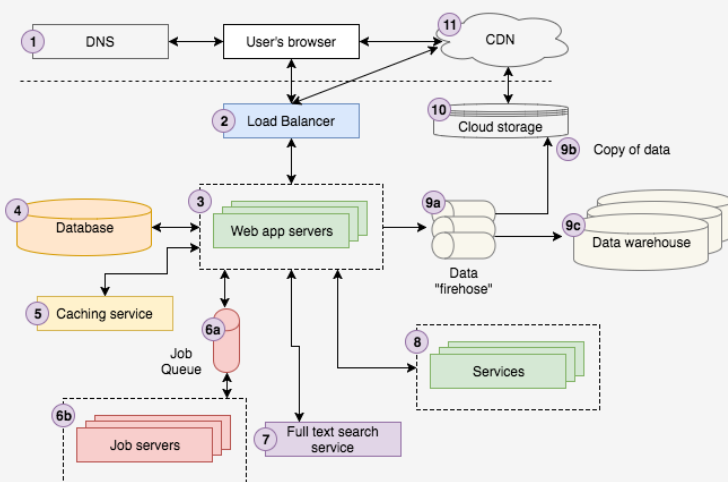 1
DNS
User's browser
11
CDN
2
Load Balancer
10
Cloud storage
9b
Copy of data
3
Web app servers
4
Database
9a
Data
"firehose"
9c
Data warehouse
5
Caching service
6a
Job
Queue
8
Services
6b
Job servers
7
Full text search
service